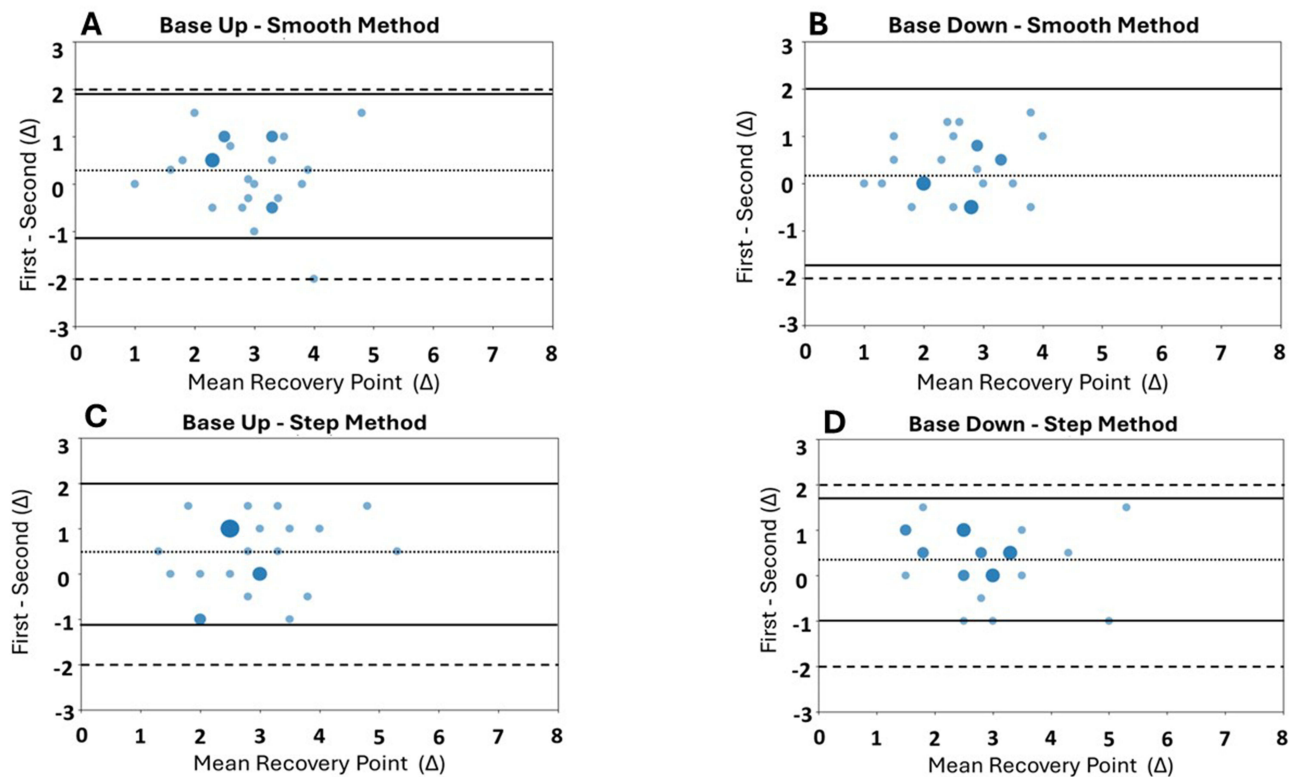 A
Base Up - Smooth Method
3
2
1
0
-1
-2
-3
First - Second (Δ)
0 1 2 3 4 5 6 7 8
Mean Recovery Point (Δ)
B
Base Down - Smooth Method
3
2
1
0
-1
-2
-3
First - Second (Δ)
0 1 2 3 4 5 6 7 8
Mean Recovery Point (Δ)
C
Base Up - Step Method
3
2
1
0
-1
-2
-3
First - Second (Δ)
0 1 2 3 4 5 6 7 8
Mean Recovery Point (Δ)
D
Base Down - Step Method
3
2
1
0
-1
-2
-3
First - Second (Δ)
0 1 2 3 4 5 6 7 8
Mean Recovery Point (Δ)